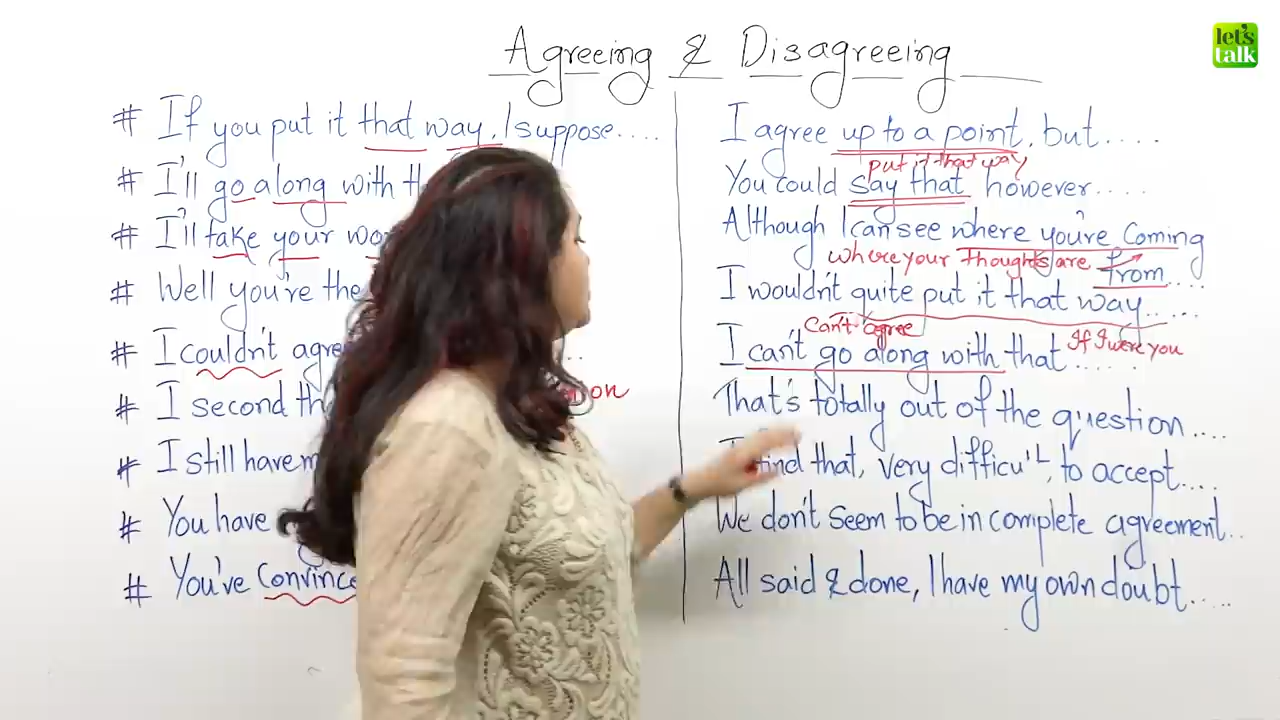 Agreeing & Disagreeing
let's talk
# If you put it that way, I suppose....
# I'll go along with
# I'll take your
# Well you're the
# I couldn't
# I second
on
# I still have
# You have
# You've
I agree up to a point, but.....
put it that way
You could say that however....
Although I can see where you're coming
where your thoughts are from....
I wouldn't quite put it that way.....
Can't agree
If I were you
I can't go along with that.....
That's totally out of the question....
find that, very difficult, to accept....
We don't seem to be in complete agreement..
All said & done, I have my own doubt.....